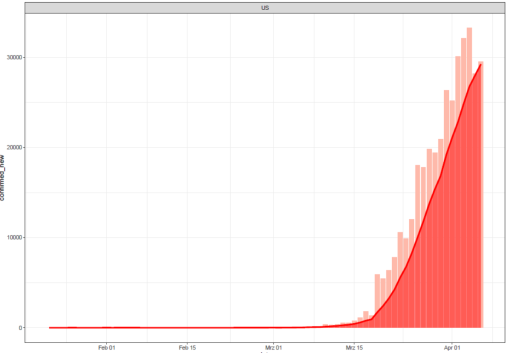 US
confirmed_new
30000
20000
10000
0
Feb 01
Feb 15
Mrz 01
Mrz 15
Apr 01